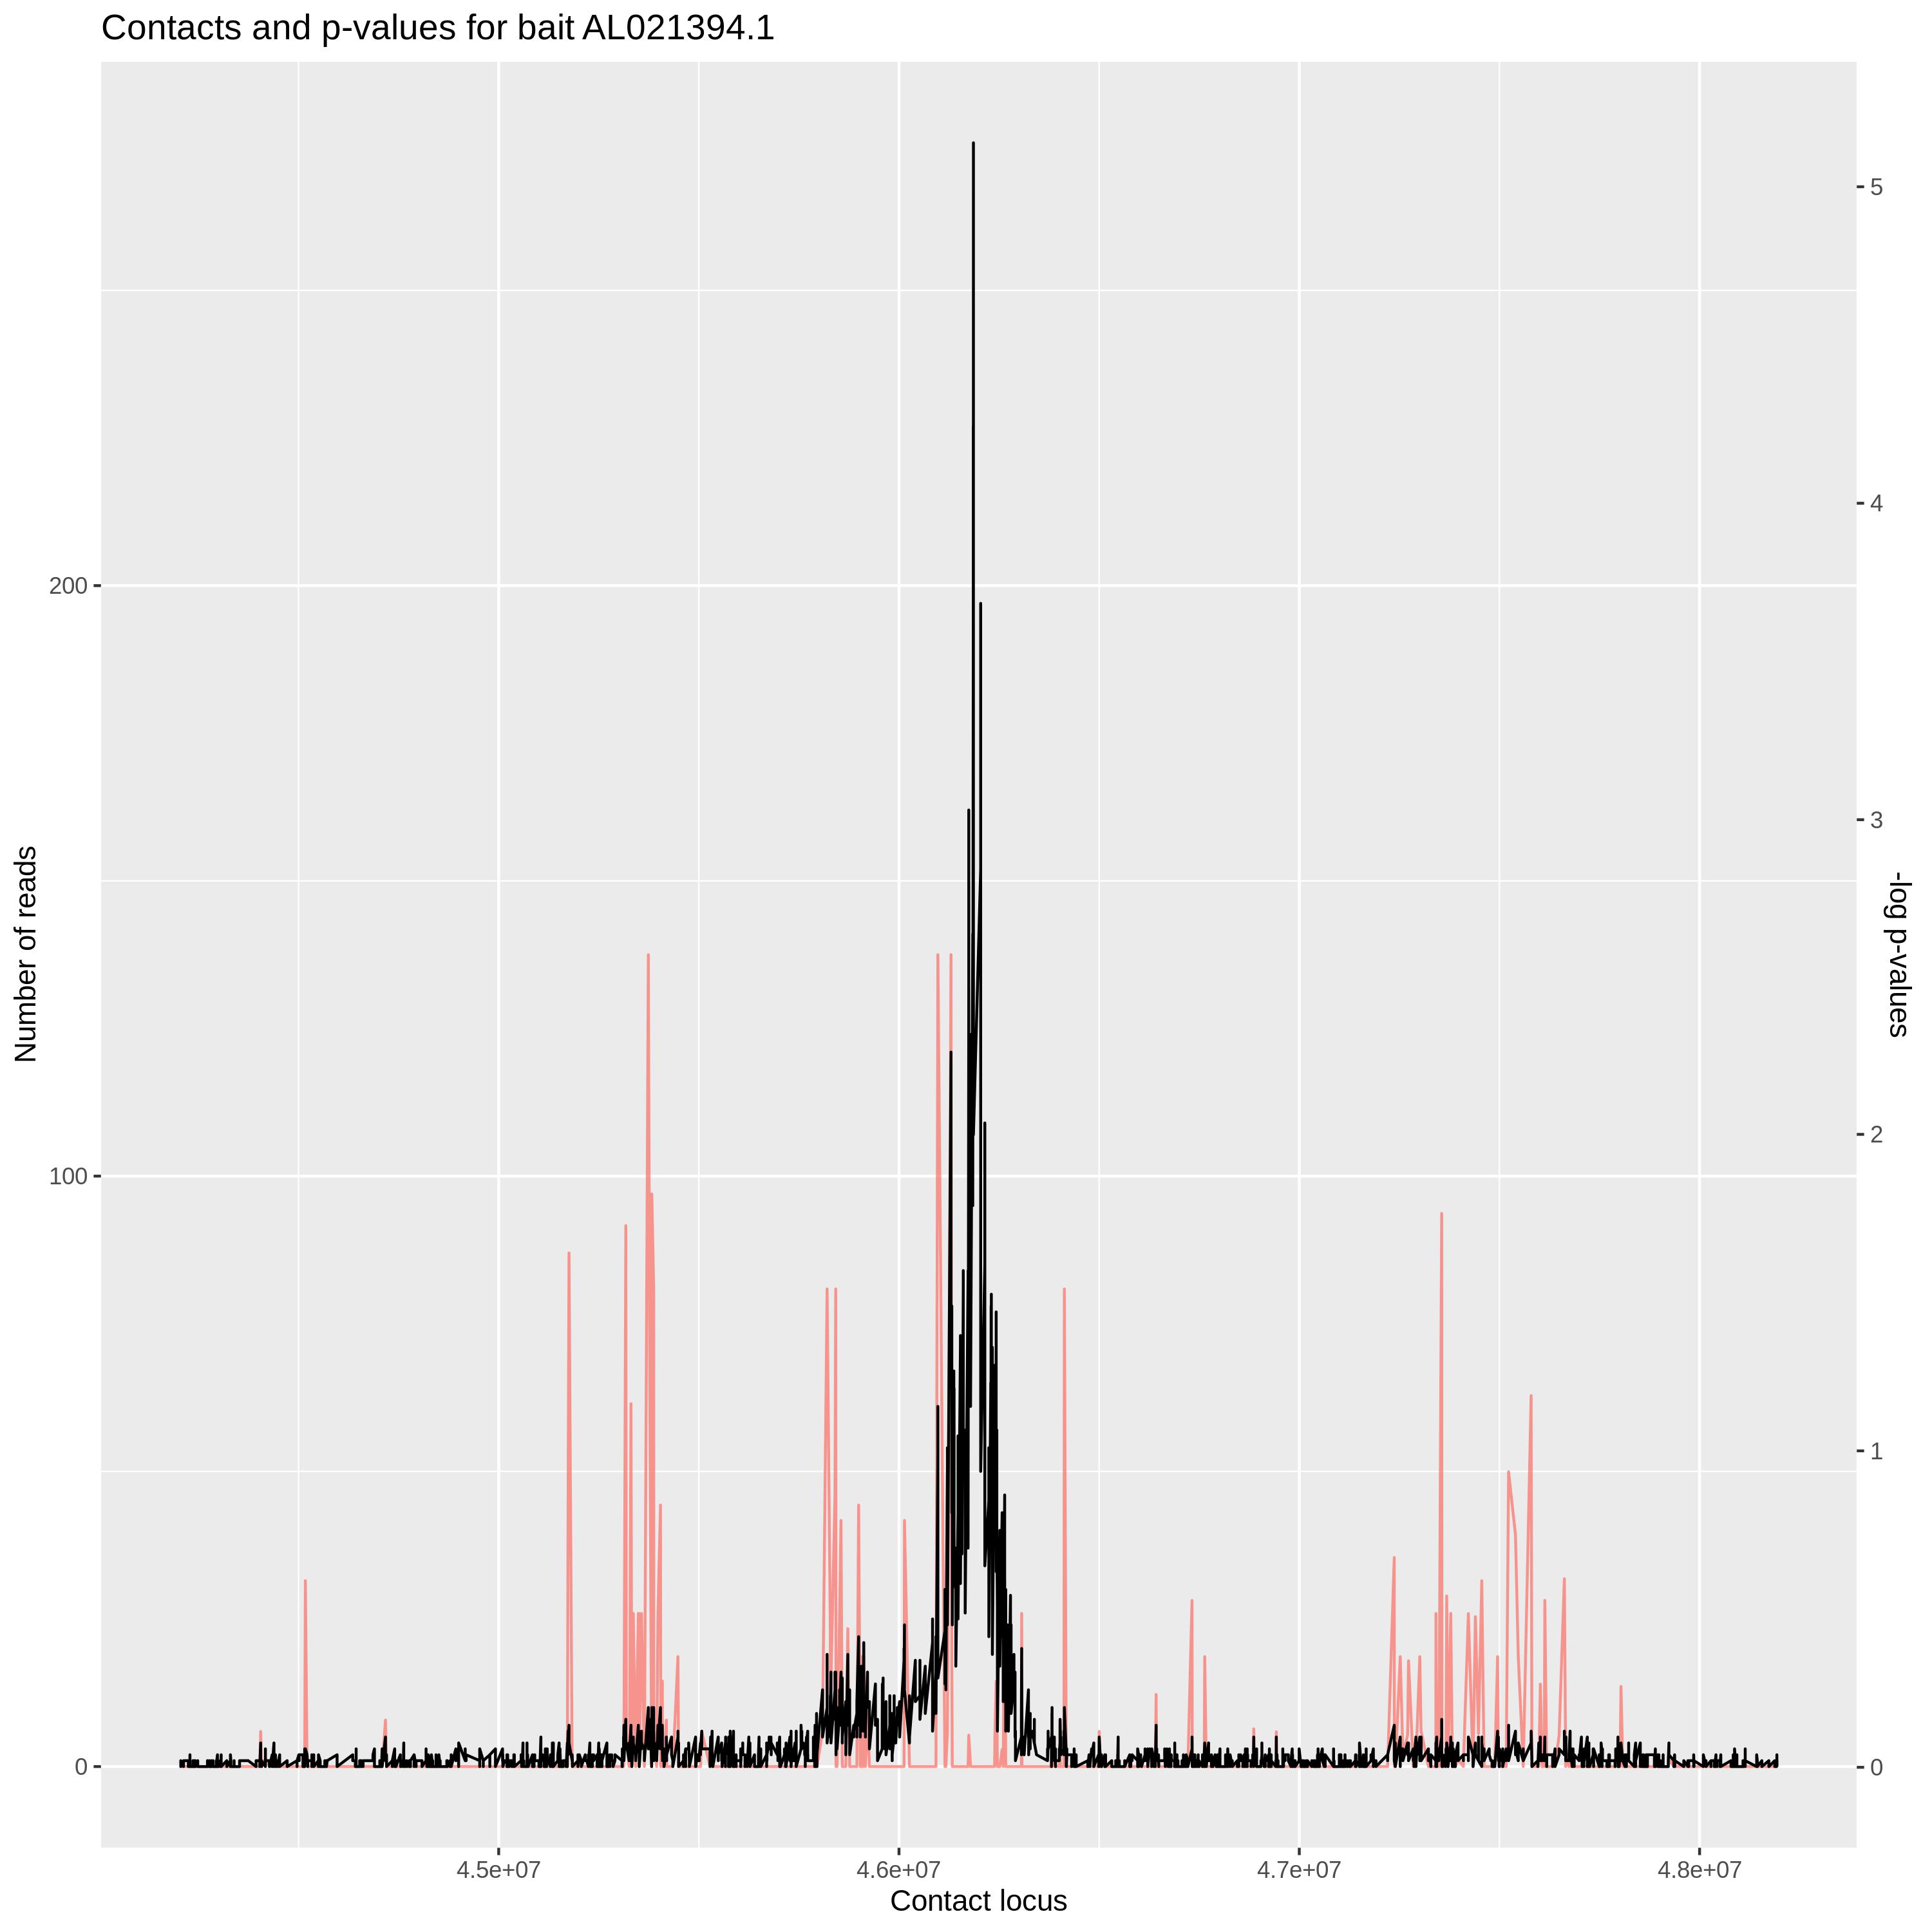 Contacts and p-values for bait AL021394.1
Number of reads
200
100
0
5
4
3
2
1
0
-log p-values
4.5e+07 4.6e+07 4.7e+07 4.8e+07
Contact locus